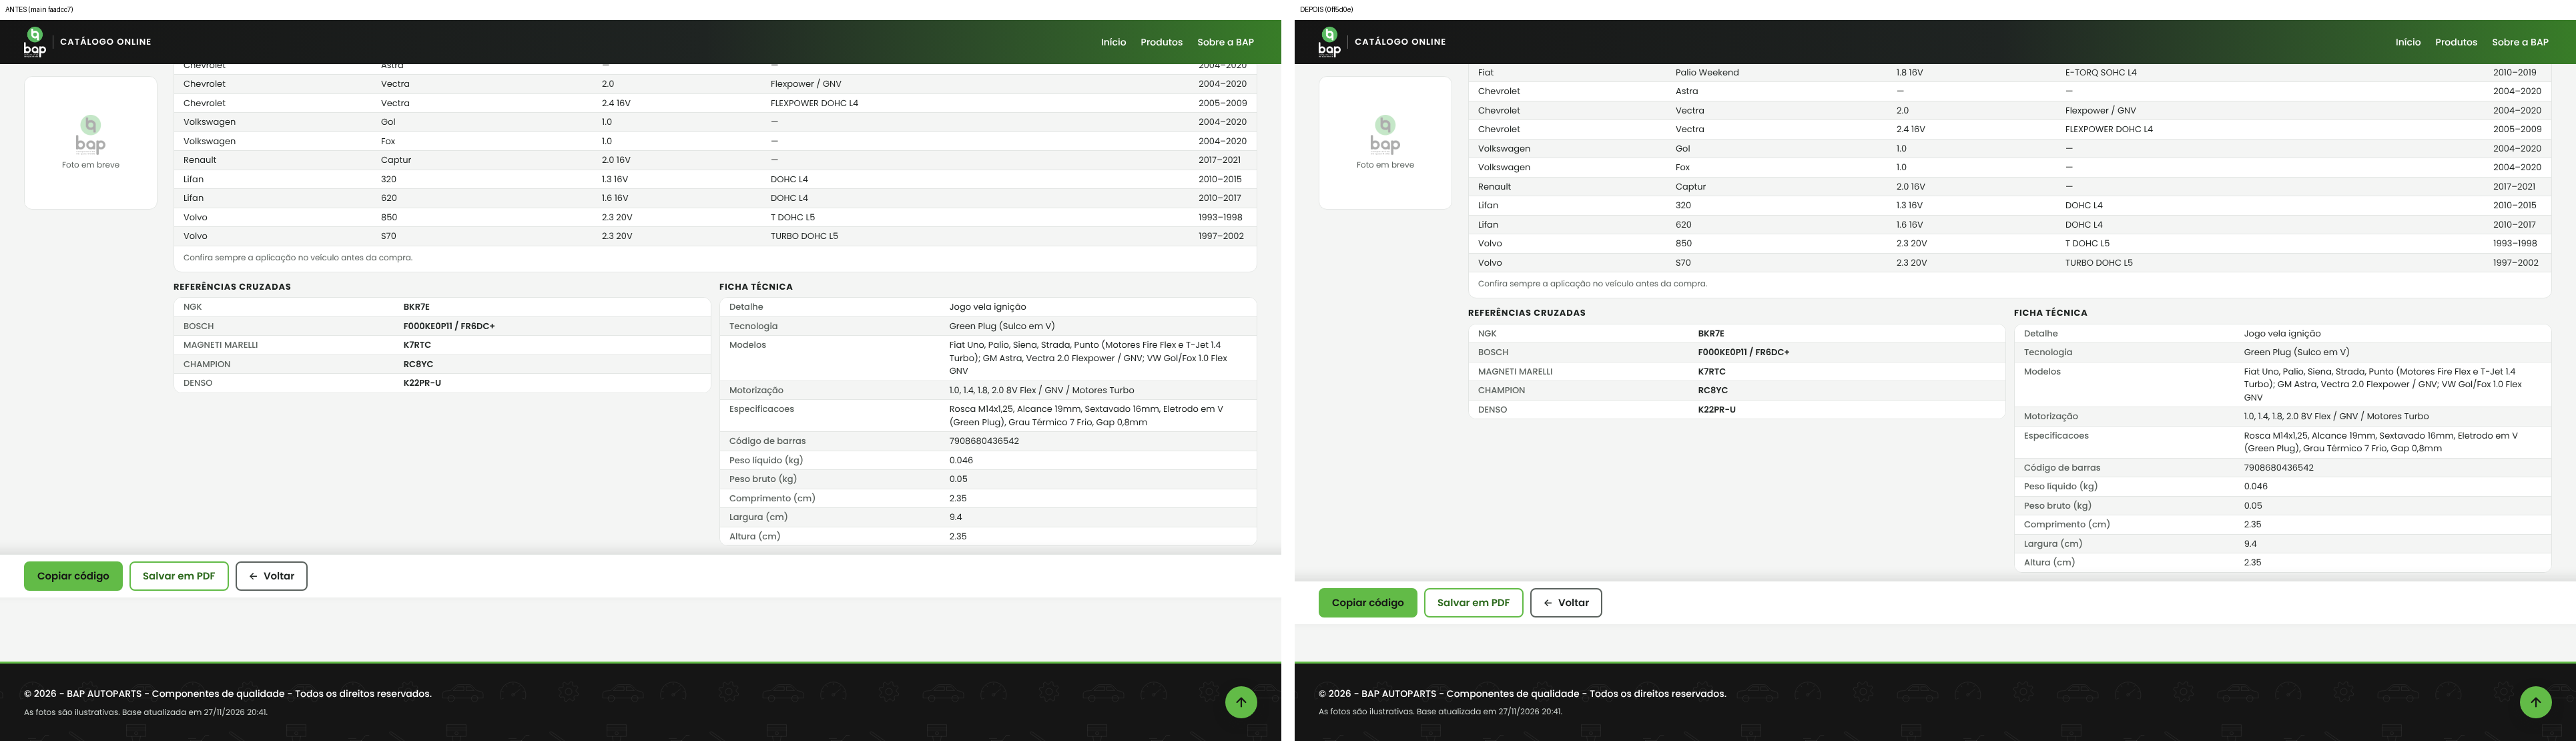 ANTES (main faadcc7)
bap
CATÁLOGO ONLINE
Início Produtos Sobre a BAP
Chevrolet Astra — — 2004–2020
Chevrolet Vectra 2.0 Flexpower / GNV 2004–2020
Chevrolet Vectra 2.4 16V FLEXPOWER DOHC L4 2005–2009
Volkswagen Gol 1.0 — 2004–2020
Volkswagen Fox 1.0 — 2004–2020
Renault Captur 2.0 16V — 2017–2021
Lifan 320 1.3 16V DOHC L4 2010–2015
Lifan 620 1.6 16V DOHC L4 2010–2017
Volvo 850 2.3 20V T DOHC L5 1993–1998
Volvo S70 2.3 20V TURBO DOHC L5 1997–2002
Confira sempre a aplicação no veículo antes da compra.
bap
Foto em breve
REFERÊNCIAS CRUZADAS
NGK BKR7E
BOSCH F000KE0P11 / FR6DC+
MAGNETI MARELLI K7RTC
CHAMPION RC8YC
DENSO K22PR-U
FICHA TÉCNICA
Detalhe Jogo vela ignição
Tecnologia Green Plug (Sulco em V)
Modelos Fiat Uno, Palio, Siena, Strada, Punto (Motores Fire Flex e T-Jet 1.4
Turbo); GM Astra, Vectra 2.0 Flexpower / GNV; VW Gol/Fox 1.0 Flex
GNV
Motorização 1.0, 1.4, 1.8, 2.0 8V Flex / GNV / Motores Turbo
Especificacoes Rosca M14x1,25, Alcance 19mm, Sextavado 16mm, Eletrodo em V
(Green Plug), Grau Térmico 7 Frio, Gap 0,8mm
Código de barras 7908680436542
Peso líquido (kg) 0.046
Peso bruto (kg) 0.05
Comprimento (cm) 2.35
Largura (cm) 9.4
Altura (cm) 2.35
Copiar código Salvar em PDF ← Voltar
© 2026 - BAP AUTOPARTS - Componentes de qualidade - Todos os direitos reservados.
As fotos são ilustrativas. Base atualizada em 27/11/2026 20:41.
DEPOIS (0ff5d0e)
bap
CATÁLOGO ONLINE
Início Produtos Sobre a BAP
Fiat Palio Weekend 1.8 16V E-TORQ SOHC L4 2010–2019
Chevrolet Astra — — 2004–2020
Chevrolet Vectra 2.0 Flexpower / GNV 2004–2020
Chevrolet Vectra 2.4 16V FLEXPOWER DOHC L4 2005–2009
Volkswagen Gol 1.0 — 2004–2020
Volkswagen Fox 1.0 — 2004–2020
Renault Captur 2.0 16V — 2017–2021
Lifan 320 1.3 16V DOHC L4 2010–2015
Lifan 620 1.6 16V DOHC L4 2010–2017
Volvo 850 2.3 20V T DOHC L5 1993–1998
Volvo S70 2.3 20V TURBO DOHC L5 1997–2002
Confira sempre a aplicação no veículo antes da compra.
bap
Foto em breve
REFERÊNCIAS CRUZADAS
NGK BKR7E
BOSCH F000KE0P11 / FR6DC+
MAGNETI MARELLI K7RTC
CHAMPION RC8YC
DENSO K22PR-U
FICHA TÉCNICA
Detalhe Jogo vela ignição
Tecnologia Green Plug (Sulco em V)
Modelos Fiat Uno, Palio, Siena, Strada, Punto (Motores Fire Flex e T-Jet 1.4
Turbo); GM Astra, Vectra 2.0 Flexpower / GNV; VW Gol/Fox 1.0 Flex
GNV
Motorização 1.0, 1.4, 1.8, 2.0 8V Flex / GNV / Motores Turbo
Especificacoes Rosca M14x1,25, Alcance 19mm, Sextavado 16mm, Eletrodo em V
(Green Plug), Grau Térmico 7 Frio, Gap 0,8mm
Código de barras 7908680436542
Peso líquido (kg) 0.046
Peso bruto (kg) 0.05
Comprimento (cm) 2.35
Largura (cm) 9.4
Altura (cm) 2.35
Copiar código Salvar em PDF ← Voltar
© 2026 - BAP AUTOPARTS - Componentes de qualidade - Todos os direitos reservados.
As fotos são ilustrativas. Base atualizada em 27/11/2026 20:41.